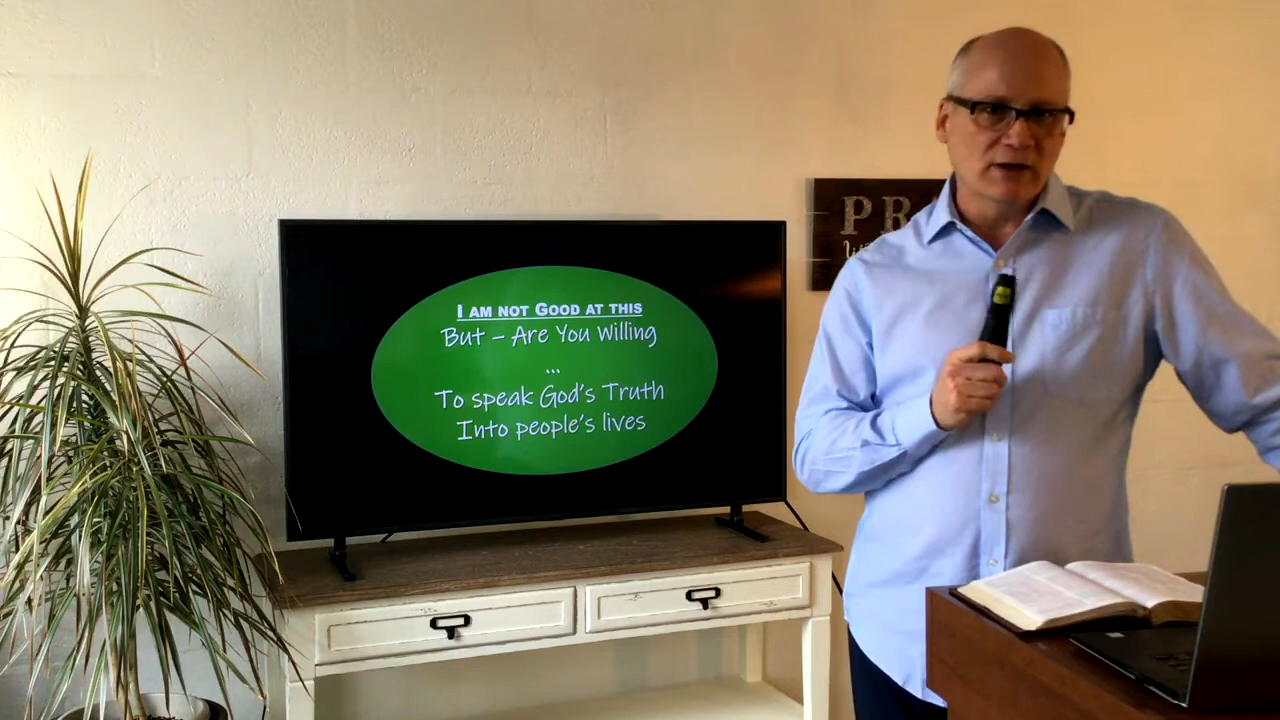 I AM NOT GOOD AT THIS
But – Are You Willing
...
To speak God's Truth
Into people's lives